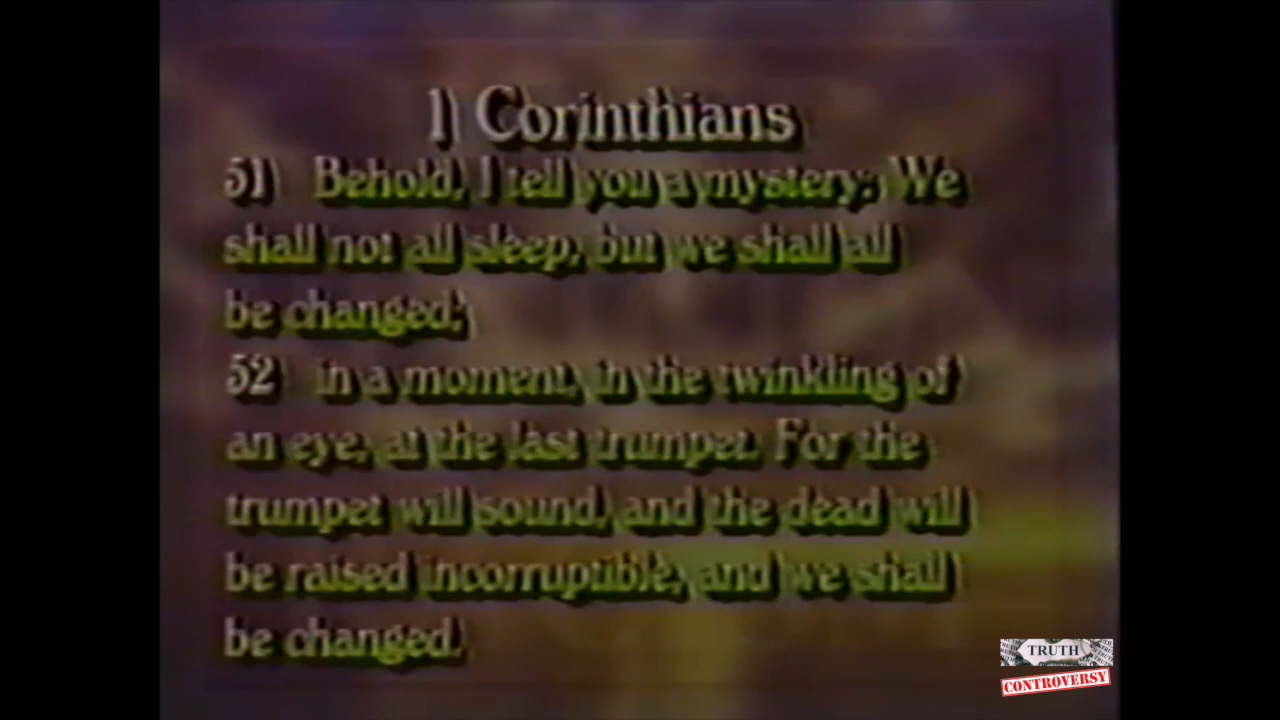 1 Corinthians
51 Behold, I tell you a mystery: We
shall not all sleep, but we shall all
be changed;
52 in a moment, in the twinkling of
an eye, at the last trumpet. For the
trumpet will sound, and the dead will
be raised incorruptible, and we shall
be changed.
TRUTH
CONTROVERSY